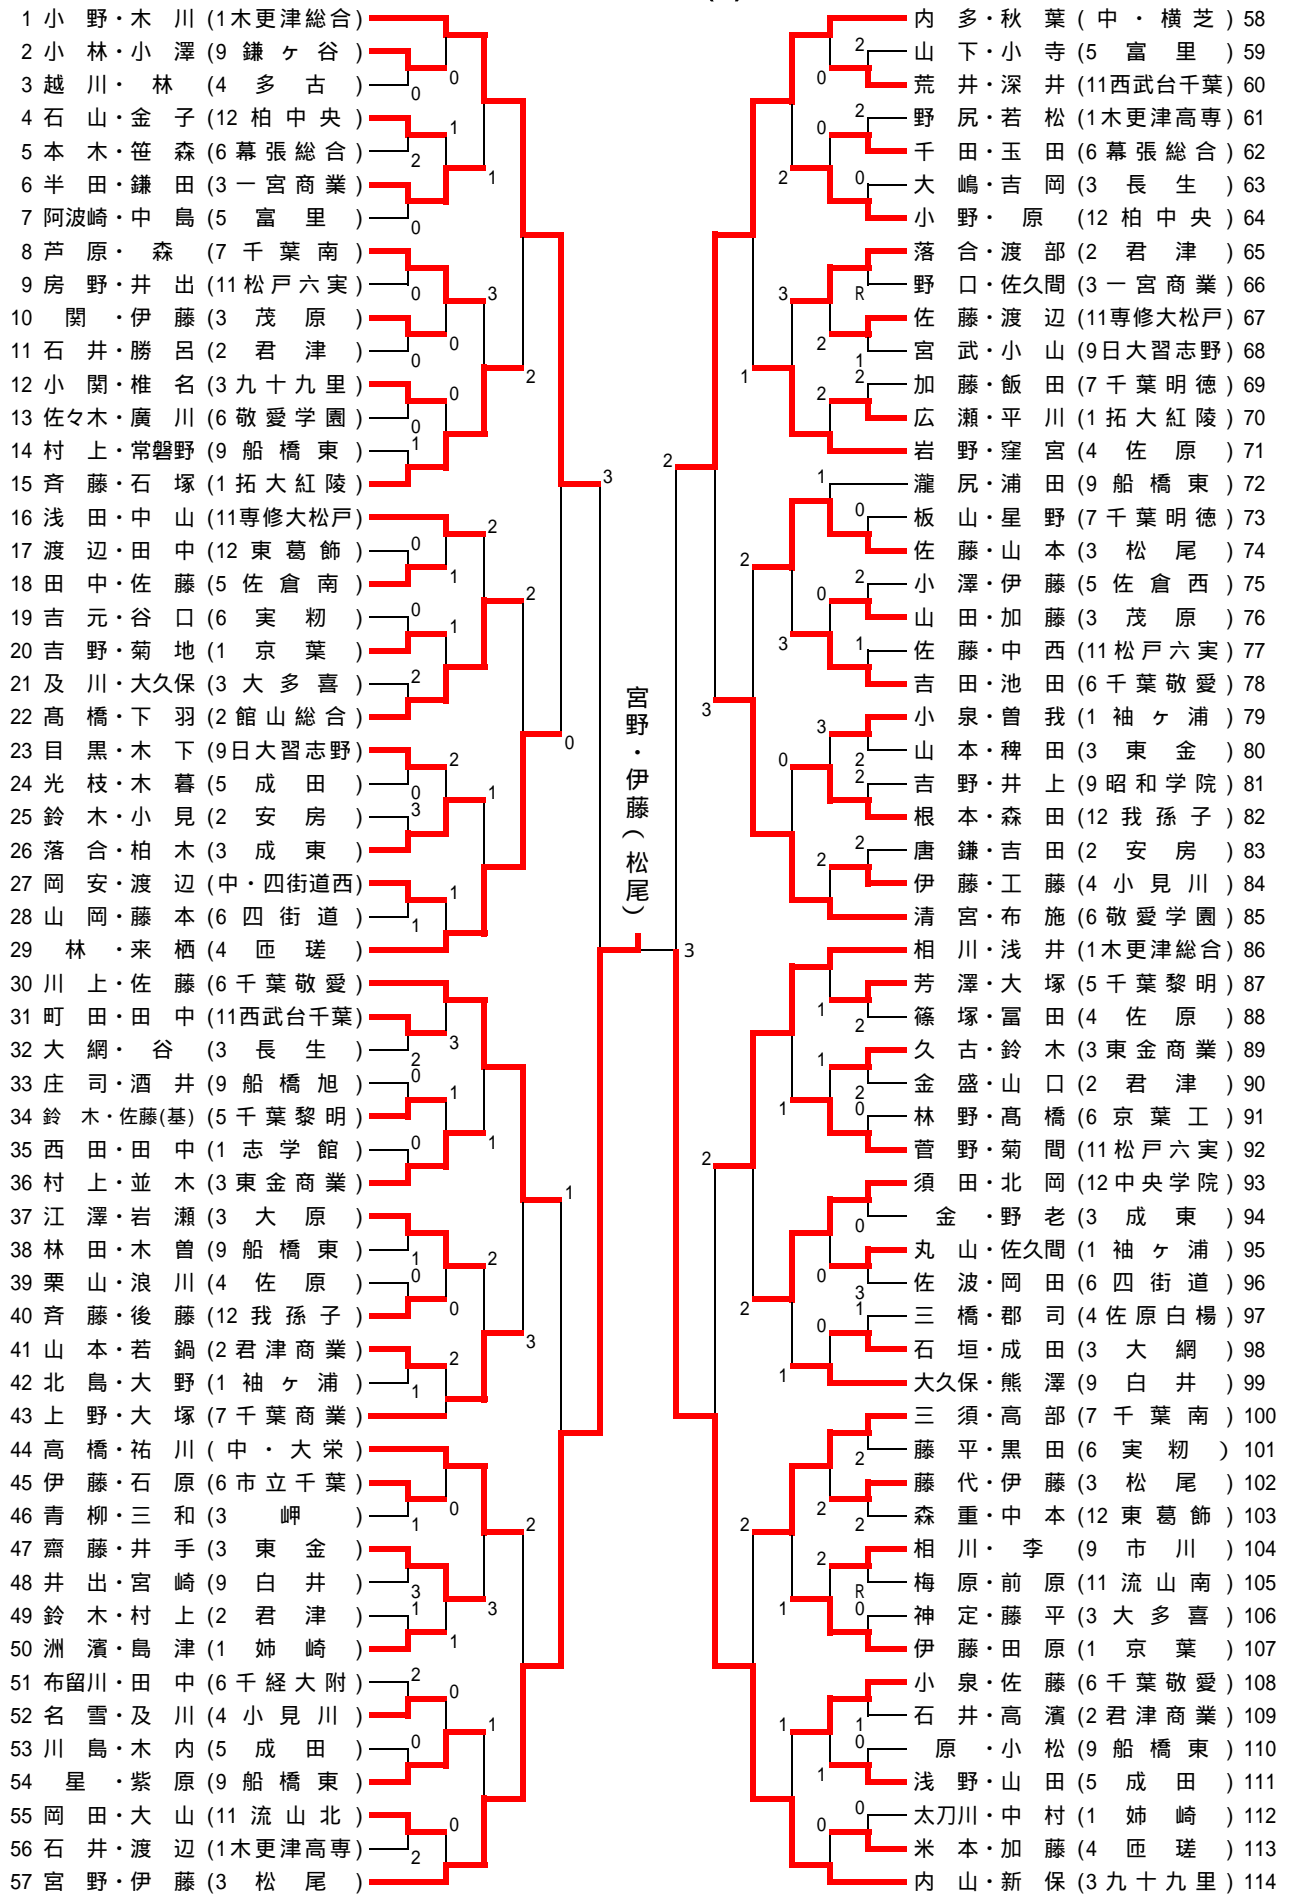 1 小野・木川 (1木更津総合)
2 小林・小澤 (9鎌ヶ谷)
3 越川・林 (4多古)
4 石山・金子 (12柏中央)
5 本木・笹森 (6幕張総合)
6 半田・鎌田 (3一宮商業)
7 阿波崎・中島 (5富里)
8 芦原・森 (7千葉南)
9 房野・井出 (11松戸六実)
10 関・伊藤 (3茂原)
11 石井・勝呂 (2君津)
12 小関・椎名 (3九十九里)
13 佐々木・廣川 (6敬愛学園)
14 村上・常磐野 (9船橋東)
15 斉藤・石塚 (1拓大紅陵)
16 浅田・中山 (11専修大松戸)
17 渡辺・田中 (12東葛飾)
18 田中・佐藤 (5佐倉南)
19 吉元・谷口 (6実籾)
20 吉野・菊地 (1京葉)
21 及川・大久保 (3大多喜)
22 髙橋・下羽 (2館山総合)
23 目黒・木下 (9日大習志野)
24 光枝・木暮 (5成田)
25 鈴木・小見 (2安房)
26 落合・柏木 (3成東)
27 岡安・渡辺 (中・四街道西)
28 山岡・藤本 (6四街道)
29 林・来栖 (4匝瑳)
30 川上・佐藤 (6千葉敬愛)
31 町田・田中 (11西武台千葉)
32 大網・谷 (3長生)
33 庄司・酒井 (9船橋旭)
34 鈴木・佐藤(基) (5千葉黎明)
35 西田・田中 (1志学館)
36 村上・並木 (3東金商業)
37 江澤・岩瀬 (3大原)
38 林田・木曽 (9船橋東)
39 栗山・浪川 (4佐原)
40 斉藤・後藤 (12我孫子)
41 山本・若鍋 (2君津商業)
42 北島・大野 (1袖ヶ浦)
43 上野・大塚 (7千葉商業)
44 高橋・祐川 (中・大栄)
45 伊藤・石原 (6市立千葉)
46 青柳・三和 (3岬)
47 齋藤・井手 (3東金)
48 井出・宮崎 (9白井)
49 鈴木・村上 (2君津)
50 洲濱・島津 (1姉崎)
51 布留川・田中 (6千経大附)
52 名雪・及川 (4小見川)
53 川島・木内 (5成田)
54 星・紫原 (9船橋東)
55 岡田・大山 (11流山北)
56 石井・渡辺 (1木更津高専)
57 宮野・伊藤 (3松尾)
宮野・伊藤(松尾)
内多・秋葉 (中・横芝) 58
山下・小寺 (5富里) 59
荒井・深井 (11西武台千葉) 60
野尻・若松 (1木更津高専) 61
千田・玉田 (6幕張総合) 62
大嶋・吉岡 (3長生) 63
小野・原 (12柏中央) 64
落合・渡部 (2君津) 65
野口・佐久間 (3一宮商業) 66
佐藤・渡辺 (11専修大松戸) 67
宮武・小山 (9日大習志野) 68
加藤・飯田 (7千葉明徳) 69
広瀬・平川 (1拓大紅陵) 70
岩野・窪宮 (4佐原) 71
瀧尻・浦田 (9船橋東) 72
板山・星野 (7千葉明徳) 73
佐藤・山本 (3松尾) 74
小澤・伊藤 (5佐倉西) 75
山田・加藤 (3茂原) 76
佐藤・中西 (11松戸六実) 77
吉田・池田 (6千葉敬愛) 78
小泉・曽我 (1袖ヶ浦) 79
山本・稗田 (3東金) 80
吉野・井上 (9昭和学院) 81
根本・森田 (12我孫子) 82
唐鎌・吉田 (2安房) 83
伊藤・工藤 (4小見川) 84
清宮・布施 (6敬愛学園) 85
相川・浅井 (1木更津総合) 86
芳澤・大塚 (5千葉黎明) 87
篠塚・冨田 (4佐原) 88
久古・鈴木 (3東金商業) 89
金盛・山口 (2君津) 90
林野・髙橋 (6京葉工) 91
菅野・菊間 (11松戸六実) 92
須田・北岡 (12中央学院) 93
金・野老 (3成東) 94
丸山・佐久間 (1袖ヶ浦) 95
佐波・岡田 (6四街道) 96
三橋・郡司 (4佐原白楊) 97
石垣・成田 (3大網) 98
大久保・熊澤 (9白井) 99
三須・高部 (7千葉南) 100
藤平・黒田 (6実籾) 101
藤代・伊藤 (3松尾) 102
森重・中本 (12東葛飾) 103
相川・李 (9市川) 104
梅原・前原 (11流山南) 105
神定・藤平 (3大多喜) 106
伊藤・田原 (1京葉) 107
小泉・佐藤 (6千葉敬愛) 108
石井・高濱 (2君津商業) 109
原・小松 (9船橋東) 110
浅野・山田 (5成田) 111
太刀川・中村 (1姉崎) 112
米本・加藤 (4匝瑳) 113
内山・新保 (3九十九里) 114